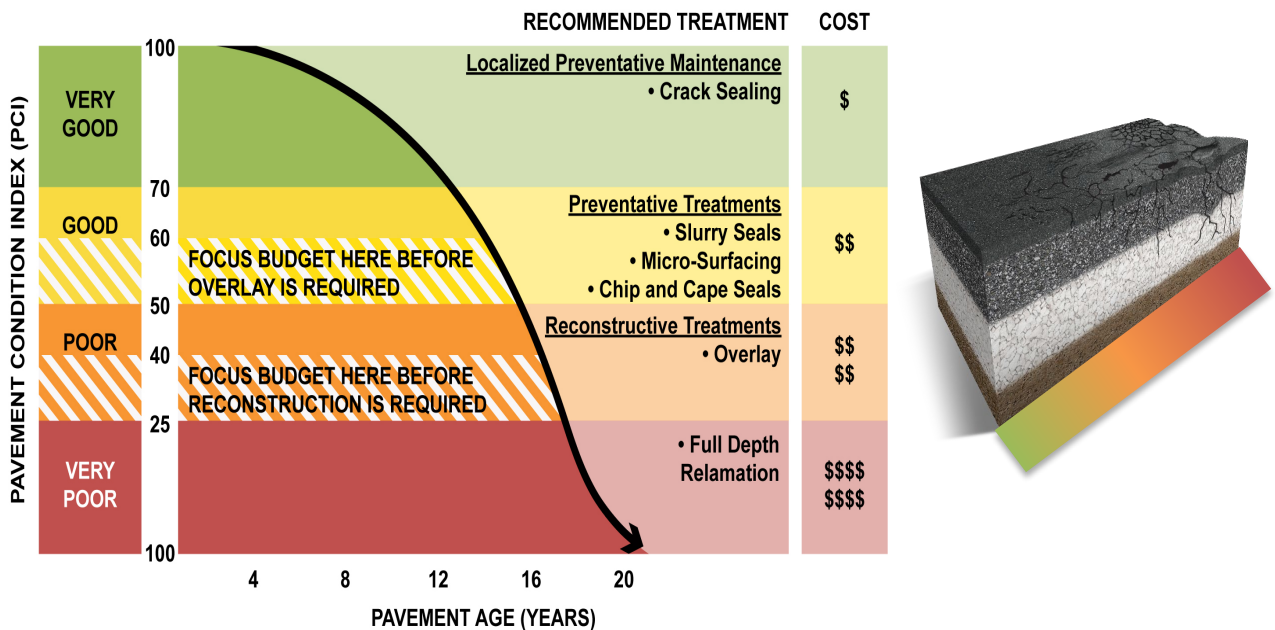 RECOMMENDED TREATMENT
COST
PAVEMENT CONDITION INDEX (PCI)
VERY
GOOD
GOOD
POOR
VERY
POOR
100
70
60
50
40
25
100
Localized Preventative Maintenance
• Crack Sealing
$
Preventative Treatments
• Slurry Seals
• Micro-Surfacing
• Chip and Cape Seals
$$
FOCUS BUDGET HERE BEFORE
OVERLAY IS REQUIRED
Reconstructive Treatments
• Overlay
$$
$$
FOCUS BUDGET HERE BEFORE
RECONSTRUCTION IS REQUIRED
• Full Depth
Relamation
$$$$
$$$$
4 8 12 16 20
PAVEMENT AGE (YEARS)